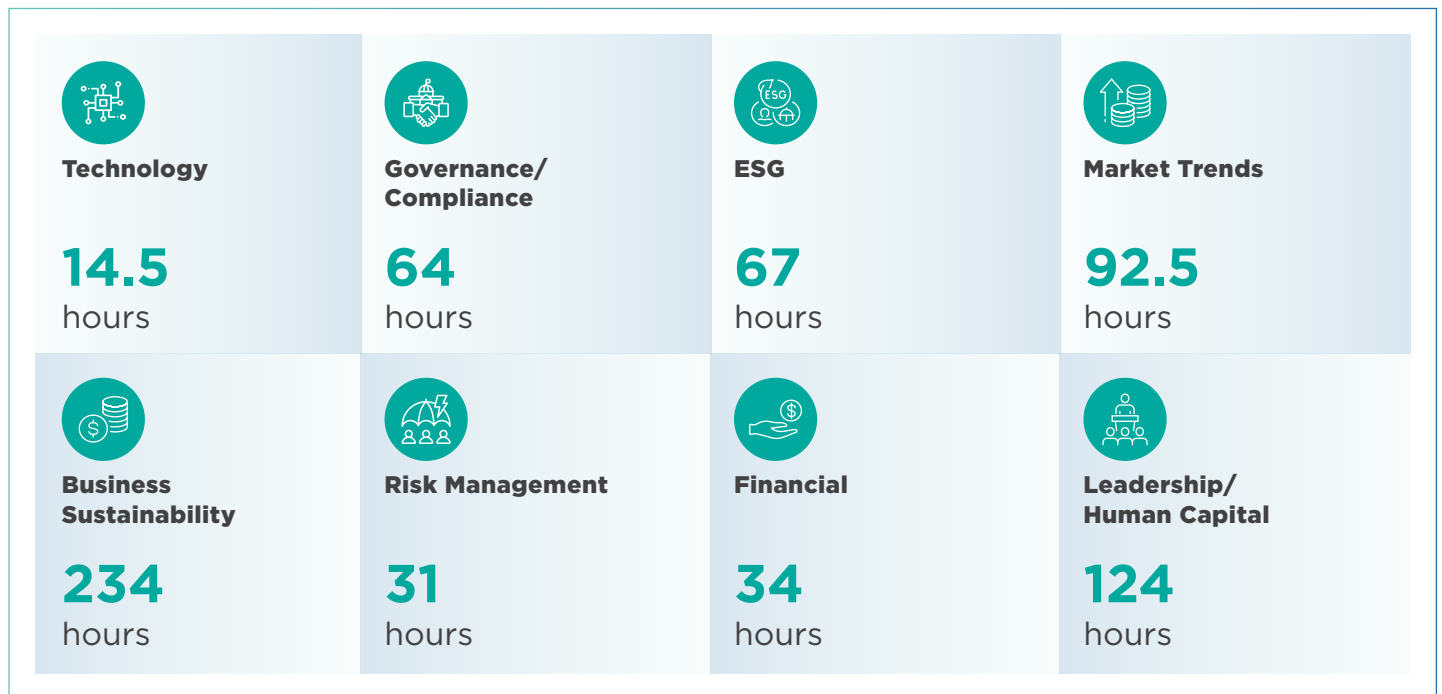 Technology
14.5
hours
Governance/
Compliance
64
hours
ESG
ESG
67
hours
Market Trends
92.5
hours
$
Business
Sustainability
234
hours
Risk Management
31
hours
$
Financial
34
hours
Leadership/
Human Capital
124
hours